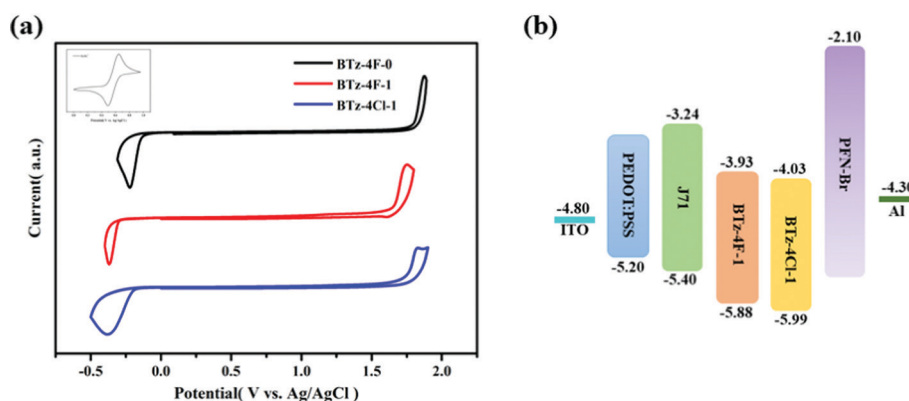 (a)
BTz-4F-0
BTz-4F-1
BTz-4Cl-1
Current( a.u.)
-0.5
0.0
0.5
1.0
1.5
2.0
Potential( V vs. Ag/AgCl )
(b)
-2.10
-3.24
-3.93
-4.03
-4.30
Al
-4.80
ITO
PEDOT:PSS
J71
BTz-4F-1
BTz-4Cl-1
PFN-Br
-5.20
-5.40
-5.88
-5.99